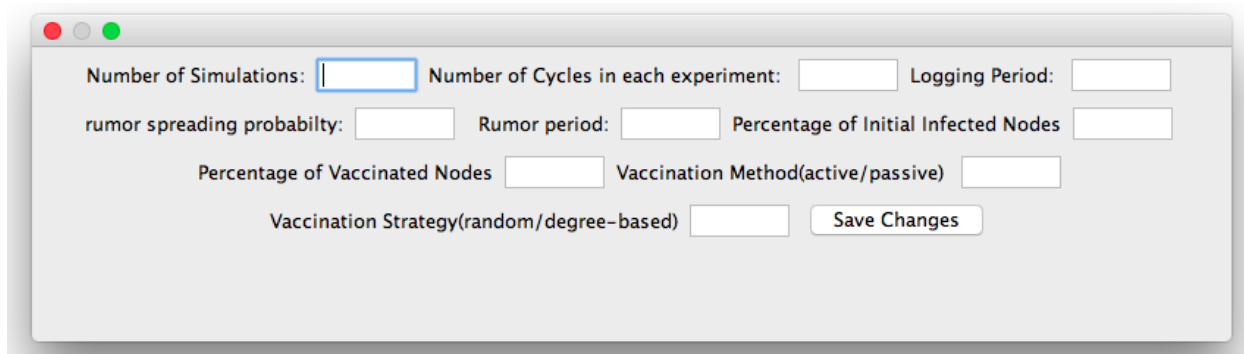 Number of Simulations: Number of Cycles in each experiment: Logging Period:
rumor spreading probabilty: Rumor period: Percentage of Initial Infected Nodes
Percentage of Vaccinated Nodes Vaccination Method(active/passive)
Vaccination Strategy(random/degree-based) Save Changes